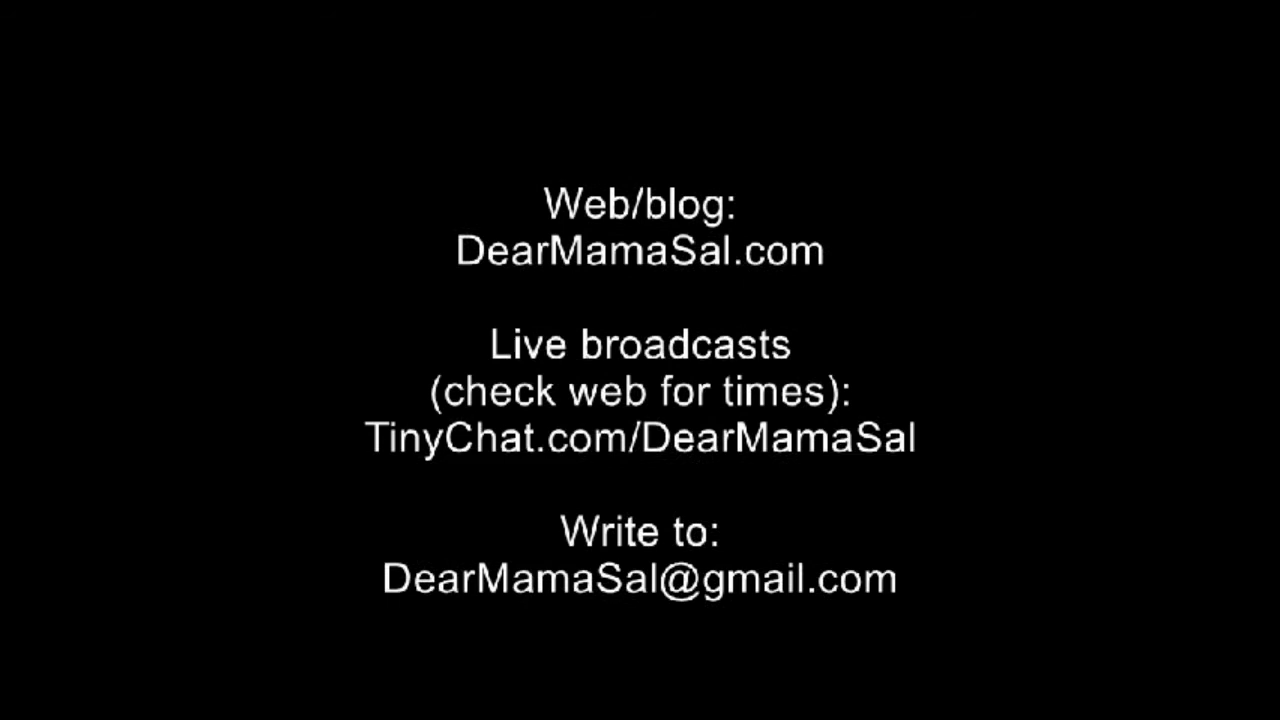 Web/blog:
DearMamaSal.com
Live broadcasts
(check web for times):
TinyChat.com/DearMamaSal
Write to:
DearMamaSal@gmail.com